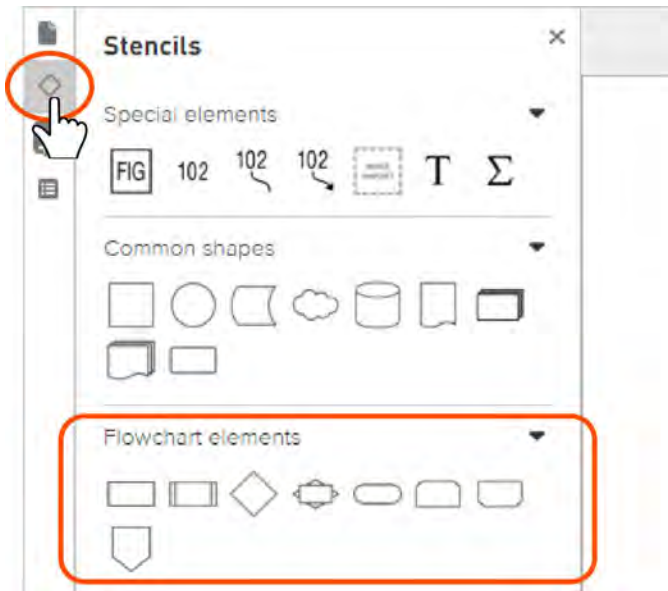 Stencils
Special elements
FIG 102 102 102 T Σ
Common shapes
Flowchart elements